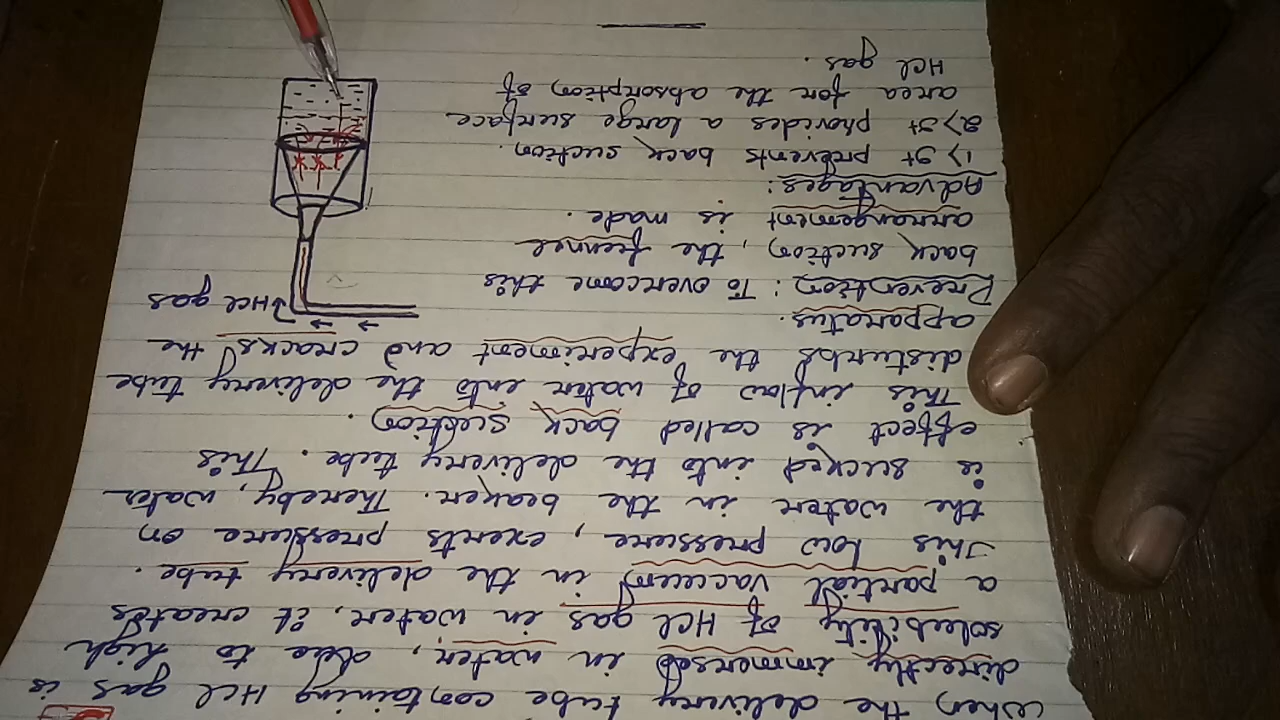 When the delivery tube containing Hcl gas is
directly immersed in water, due to high
solubility of Hcl gas in water, it creates
a partial vaccum in the delivery tube.
This low pressure, exerts pressure on
the water in the beaker. Thereby, water
is sucked into the delivery tube. This
effect is called back suction.
This inflow of water into the delivery tube
disturbs the experiment and cracks the
apparatus.
Prevention: To overcome this
back suction, the funnel
arrangement is made.
Advantages:
1) It prevents back suction.
2) It provides a large surface
area for the absorption of
Hcl gas.
Hcl gas